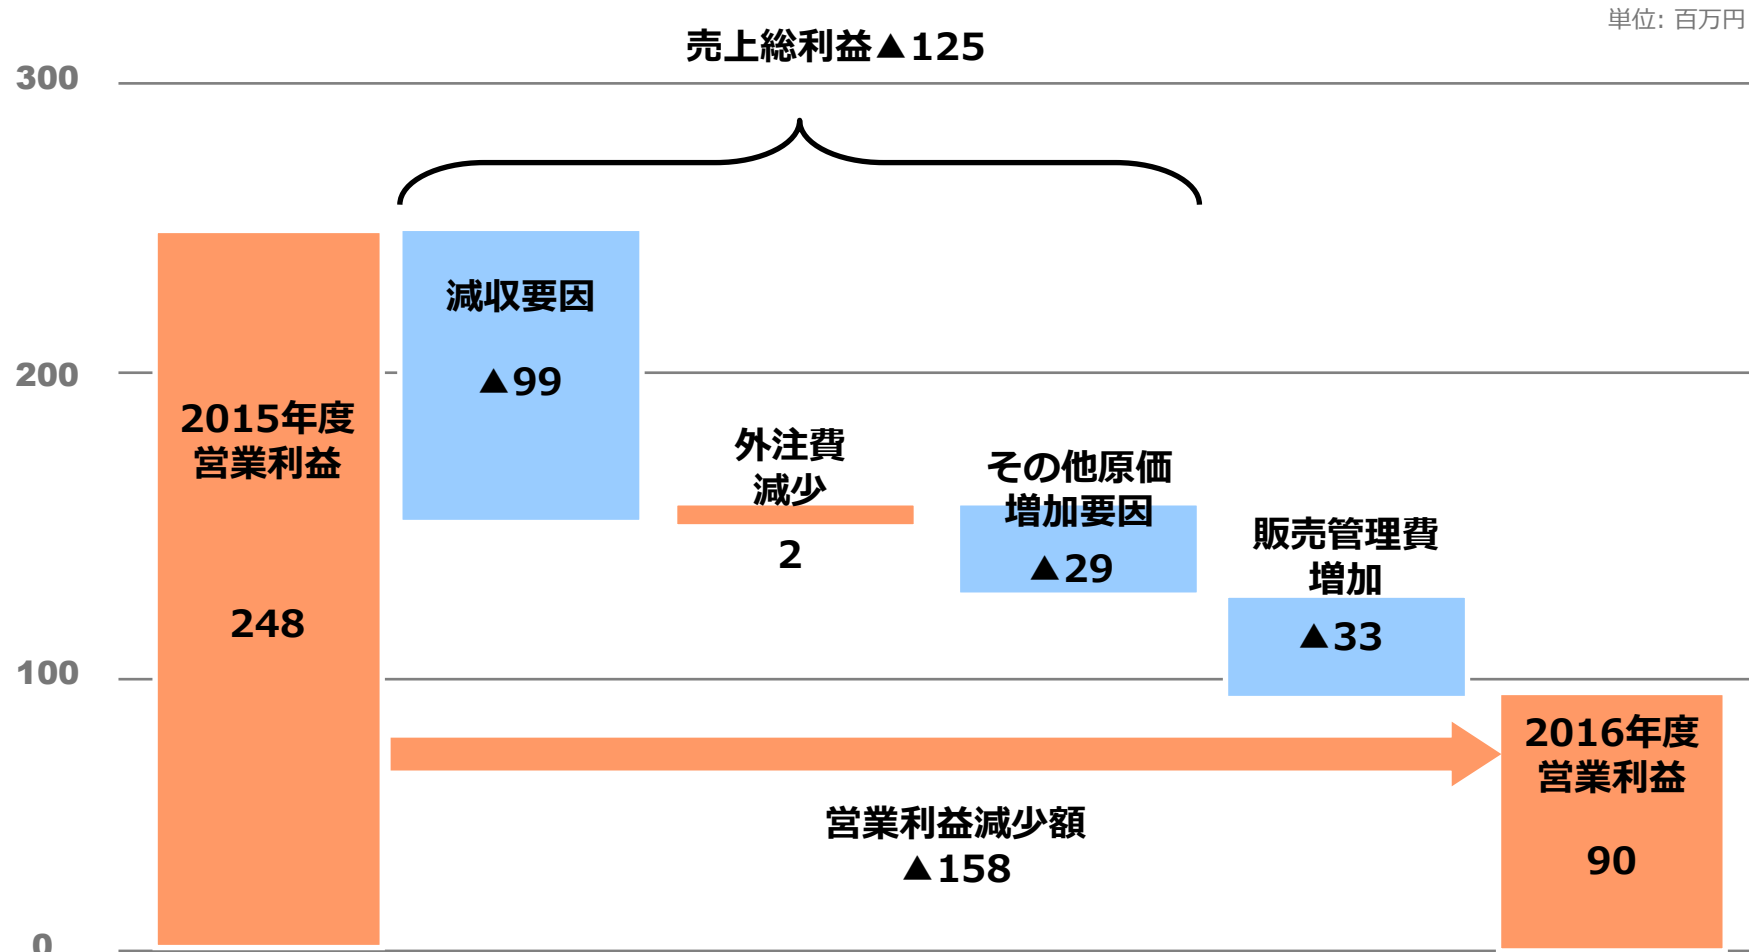 単位: 百万円
売上総利益▲125
300
200
100
0
2015年度
営業利益
248
減収要因
▲99
外注費
減少
2
その他原価
増加要因
▲29
販売管理費
増加
▲33
営業利益減少額
▲158
2016年度
営業利益
90